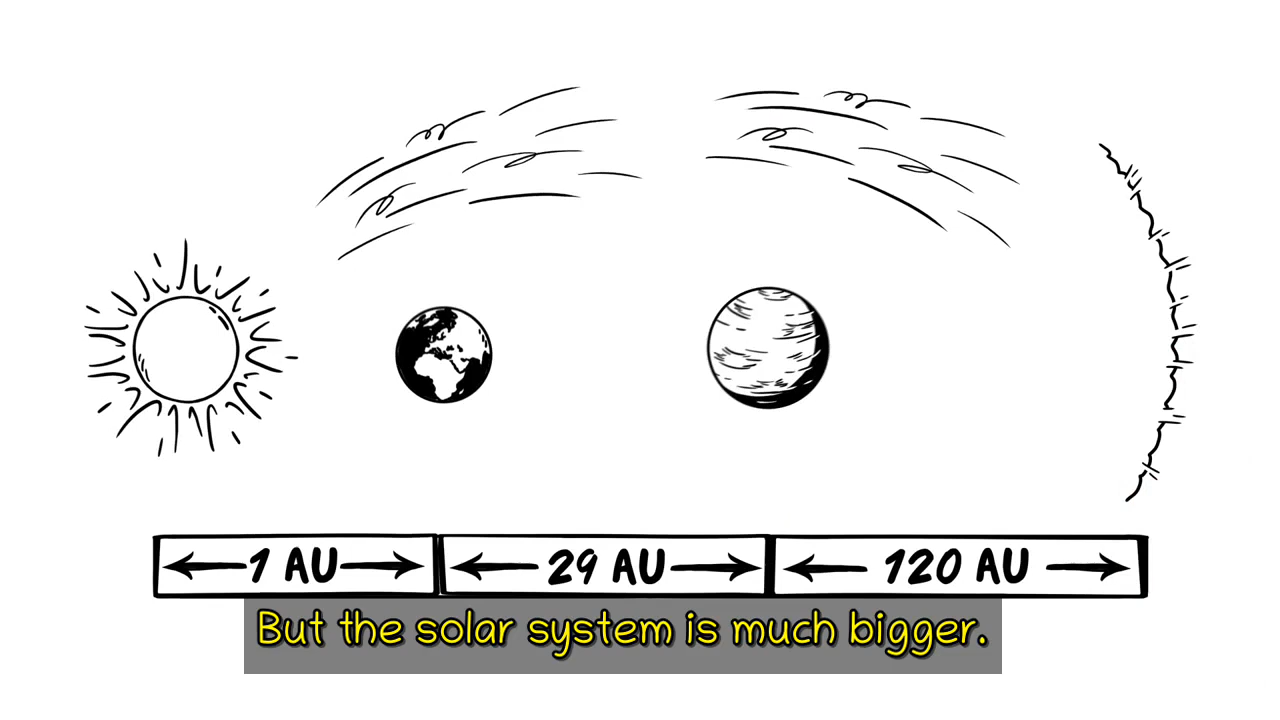 1 AU 29 AU 120 AU
But the solar system is much bigger.